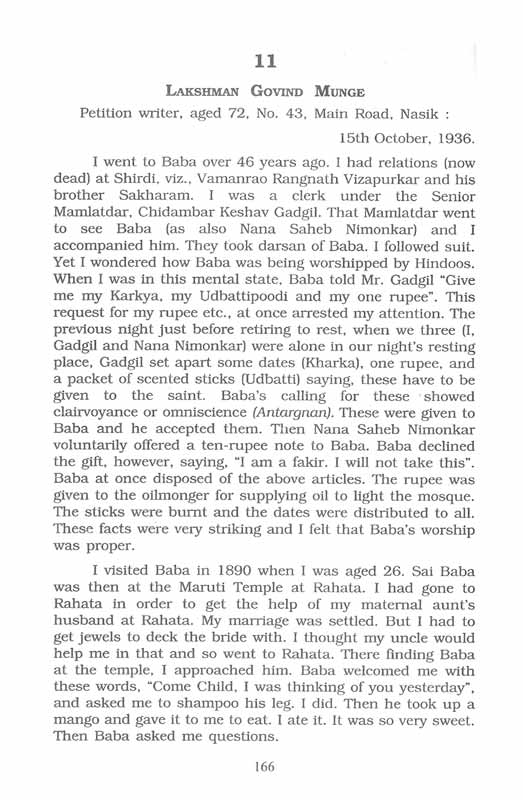 11
LAKSHMAN GOVIND MUNGE
Petition writer, aged 72, No. 43, Main Road, Nasik :
15th October, 1936.
I went to Baba over 46 years ago. I had relations (now
dead) at Shirdi, viz., Vamanrao Rangnath Vizapurkar and his
brother Sakharam. I was a clerk under the Senior
Mamlatdar, Chidambar Keshav Gadgil. That Mamlatdar went
to see Baba (as also Nana Saheb Nimonkar) and I
accompanied him. They took darsan of Baba. I followed suit.
Yet I wondered how Baba was being worshipped by Hindoos.
When I was in this mental state, Baba told Mr. Gadgil “Give
me my Karkya, my Udbattipoodi and my one rupee”. This
request for my rupee etc., at once arrested my attention. The
previous night just before retiring to rest, when we three (I,
Gadgil and Nana Nimonkar) were alone in our night's resting
place, Gadgil set apart some dates (Kharka), one rupee, and
a packet of scented sticks (Udbatti) saying, these have to be
given to the saint. Baba's calling for these showed
clairvoyance or omniscience (Antargnan). These were given to
Baba and he accepted them. Then Nana Saheb Nimonkar
voluntarily offered a ten-rupee note to Baba. Baba declined
the gift, however, saying, “I am a fakir. I will not take this”.
Baba at once disposed of the above articles. The rupee was
given to the oilmonger for supplying oil to light the mosque.
The sticks were burnt and the dates were distributed to all.
These facts were very striking and I felt that Baba's worship
was proper.
I visited Baba in 1890 when I was aged 26. Sai Baba
was then at the Maruti Temple at Rahata. I had gone to
Rahata in order to get the help of my maternal aunt's
husband at Rahata. My marriage was settled. But I had to
get jewels to deck the bride with. I thought my uncle would
help me in that and so went to Rahata. There finding Baba
at the temple, I approached him. Baba welcomed me with
these words, “Come Child, I was thinking of you yesterday”,
and asked me to shampoo his leg. I did. Then he took up a
mango and gave it to me to eat. I ate it. It was so very sweet.
Then Baba asked me questions.
166